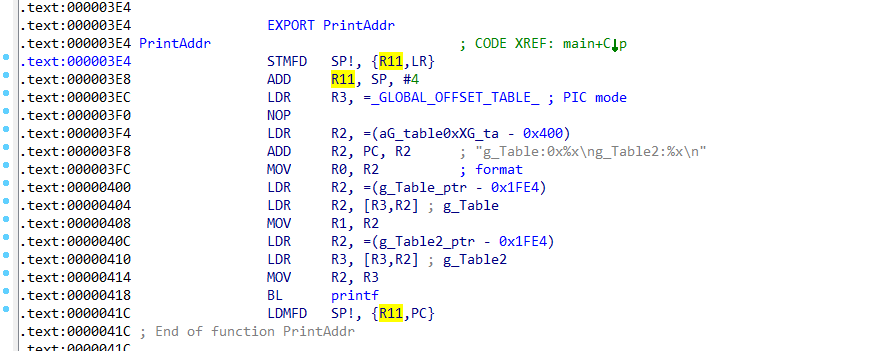 .text:000003E4
.text:000003E4 EXPORT PrintAddr
.text:000003E4 PrintAddr ; CODE XREF: main+C↓p
.text:000003E4 STMFD SP!, {R11,LR}
.text:000003E8 ADD R11, SP, #4
.text:000003EC LDR R3, =_GLOBAL_OFFSET_TABLE_ ; PIC mode
.text:000003F0 NOP
.text:000003F4 LDR R2, =(aG_table0xXG_ta - 0x400)
.text:000003F8 ADD R2, PC, R2 ; "g_Table:0x%x\ng_Table2:%x\n"
.text:000003FC MOV R0, R2 ; format
.text:00000400 LDR R2, =(g_Table_ptr - 0x1FE4)
.text:00000404 LDR R2, [R3,R2] ; g_Table
.text:00000408 MOV R1, R2
.text:0000040C LDR R2, =(g_Table2_ptr - 0x1FE4)
.text:00000410 LDR R3, [R3,R2] ; g_Table2
.text:00000414 MOV R2, R3
.text:00000418 BL printf
.text:0000041C LDMFD SP!, {R11,PC}
.text:0000041C ; End of function PrintAddr
.text:0000041C